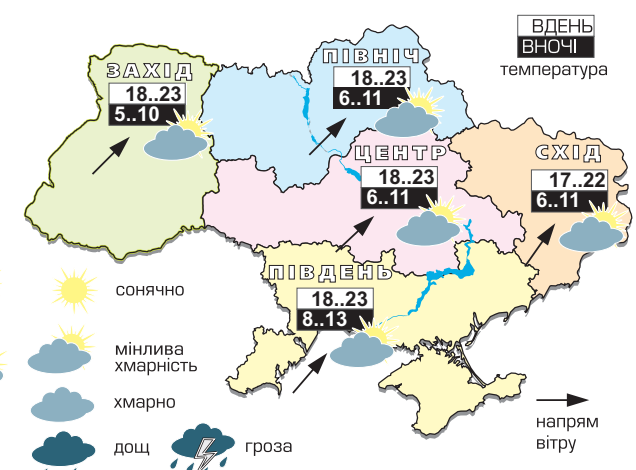 ВДЕНЬ
ВНОЧІ
температура
ЗАХІД
18..23
5..10
ПІВНІЧ
18..23
6..11
ЦЕНТР
18..23
6..11
СХІД
17..22
6..11
ПІВДЕНЬ
18..23
8..13
сонячно
мінлива
хмарність
хмарно
дощ
гроза
напрям
вітру